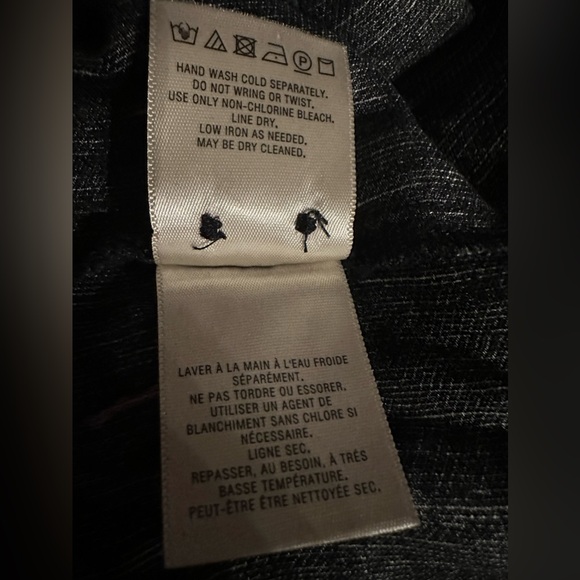 HAND WASH COLD SEPARATELY.
DO NOT WRING OR TWIST.
USE ONLY NON-CHLORINE BLEACH.
LINE DRY.
LOW IRON AS NEEDED.
MAY BE DRY CLEANED.
LAVER À LA MAIN À L'EAU FROIDE
SÉPARÉMENT.
NE PAS TORDRE OU ESSORER.
UTILISER UN AGENT DE
BLANCHIMENT SANS CHLORE SI
NÉCESSAIRE.
LIGNE SEC.
REPASSER, AU BESOIN, À TRÈS
BASSE TEMPÉRATURE.
PEUT-ÊTRE ÊTRE NETTOYÉE SEC.